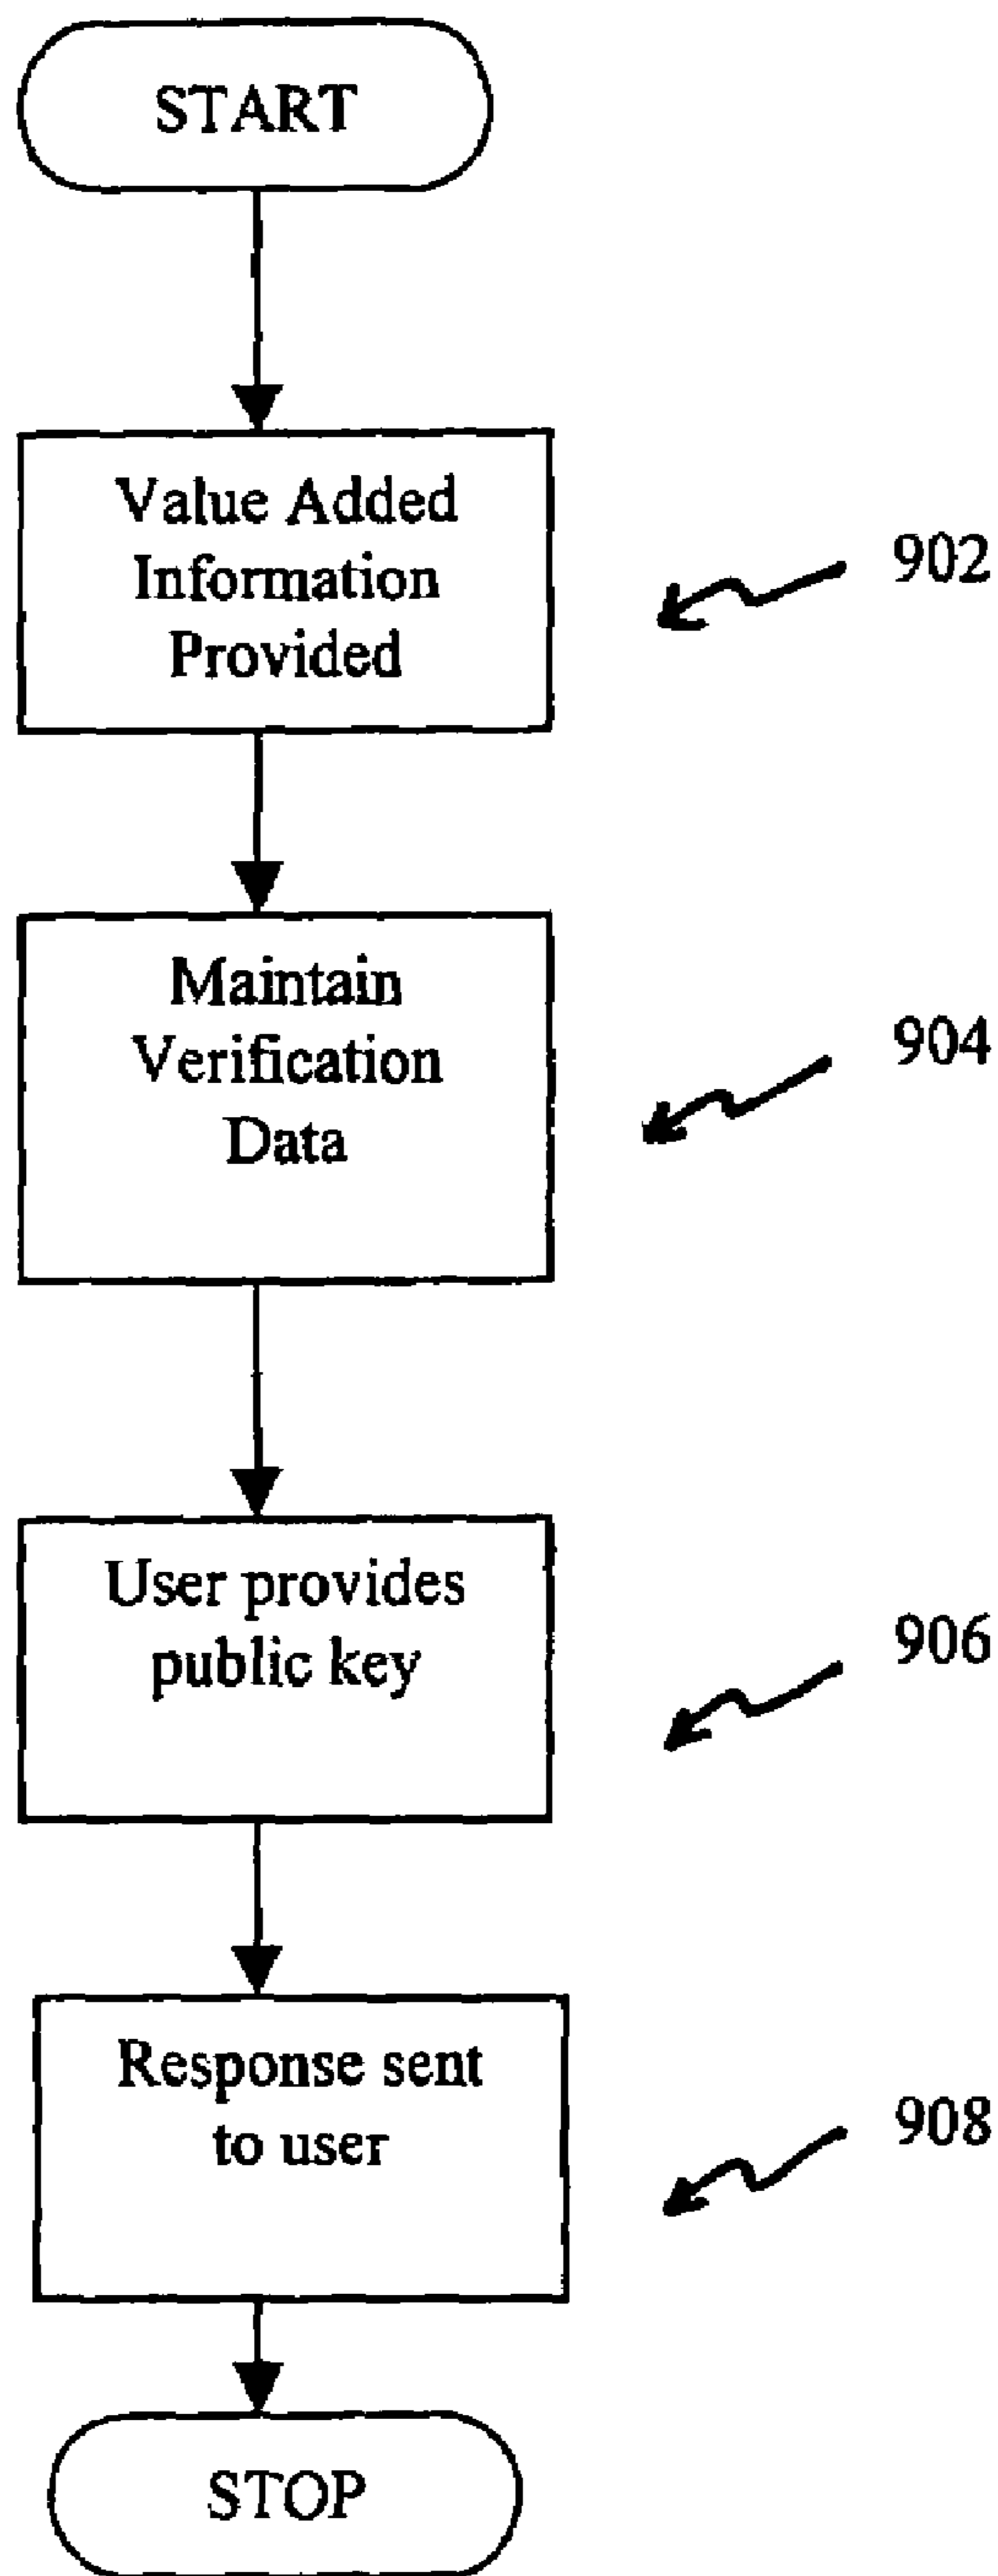 START
Value Added
Information
Provided
902
Maintain
Verification
Data
904
User provides
public key
906
Response sent
to user
908
STOP